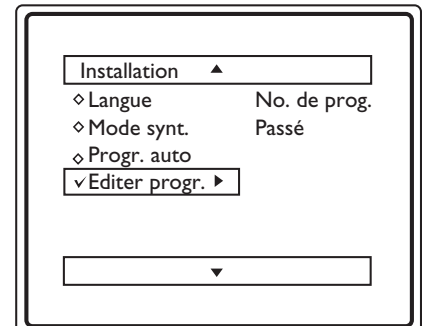 Installation ▲
◇ Langue No. de prog.
◇ Mode synt. Passé
◇ Progr. auto
✓ Editer progr. ▶
▼